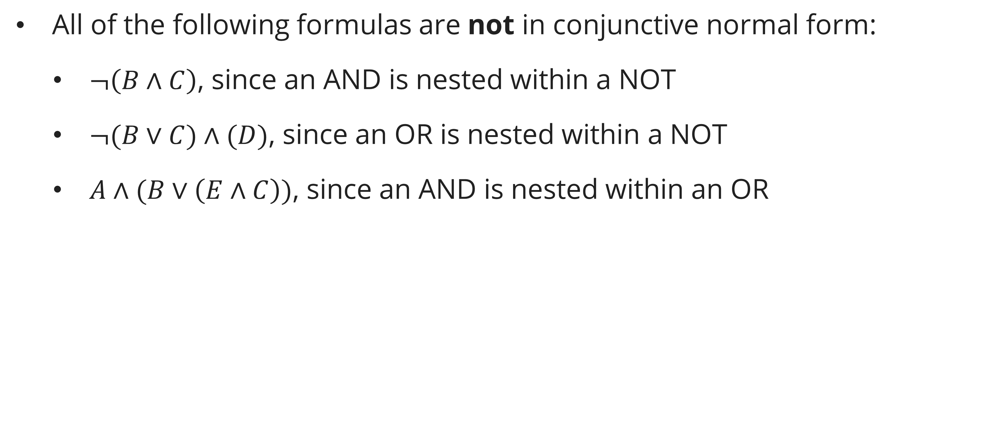 • All of the following formulas are not in conjunctive normal form:
• ¬(B ∧ C), since an AND is nested within a NOT
• ¬(B ∨ C) ∧ (D), since an OR is nested within a NOT
• A ∧ (B ∨ (E ∧ C)), since an AND is nested within an OR